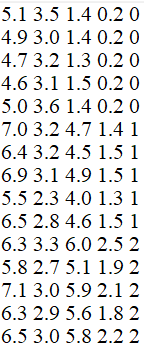 5.1 3.5 1.4 0.2 0
4.9 3.0 1.4 0.2 0
4.7 3.2 1.3 0.2 0
4.6 3.1 1.5 0.2 0
5.0 3.6 1.4 0.2 0
7.0 3.2 4.7 1.4 1
6.4 3.2 4.5 1.5 1
6.9 3.1 4.9 1.5 1
5.5 2.3 4.0 1.3 1
6.5 2.8 4.6 1.5 1
6.3 3.3 6.0 2.5 2
5.8 2.7 5.1 1.9 2
7.1 3.0 5.9 2.1 2
6.3 2.9 5.6 1.8 2
6.5 3.0 5.8 2.2 2